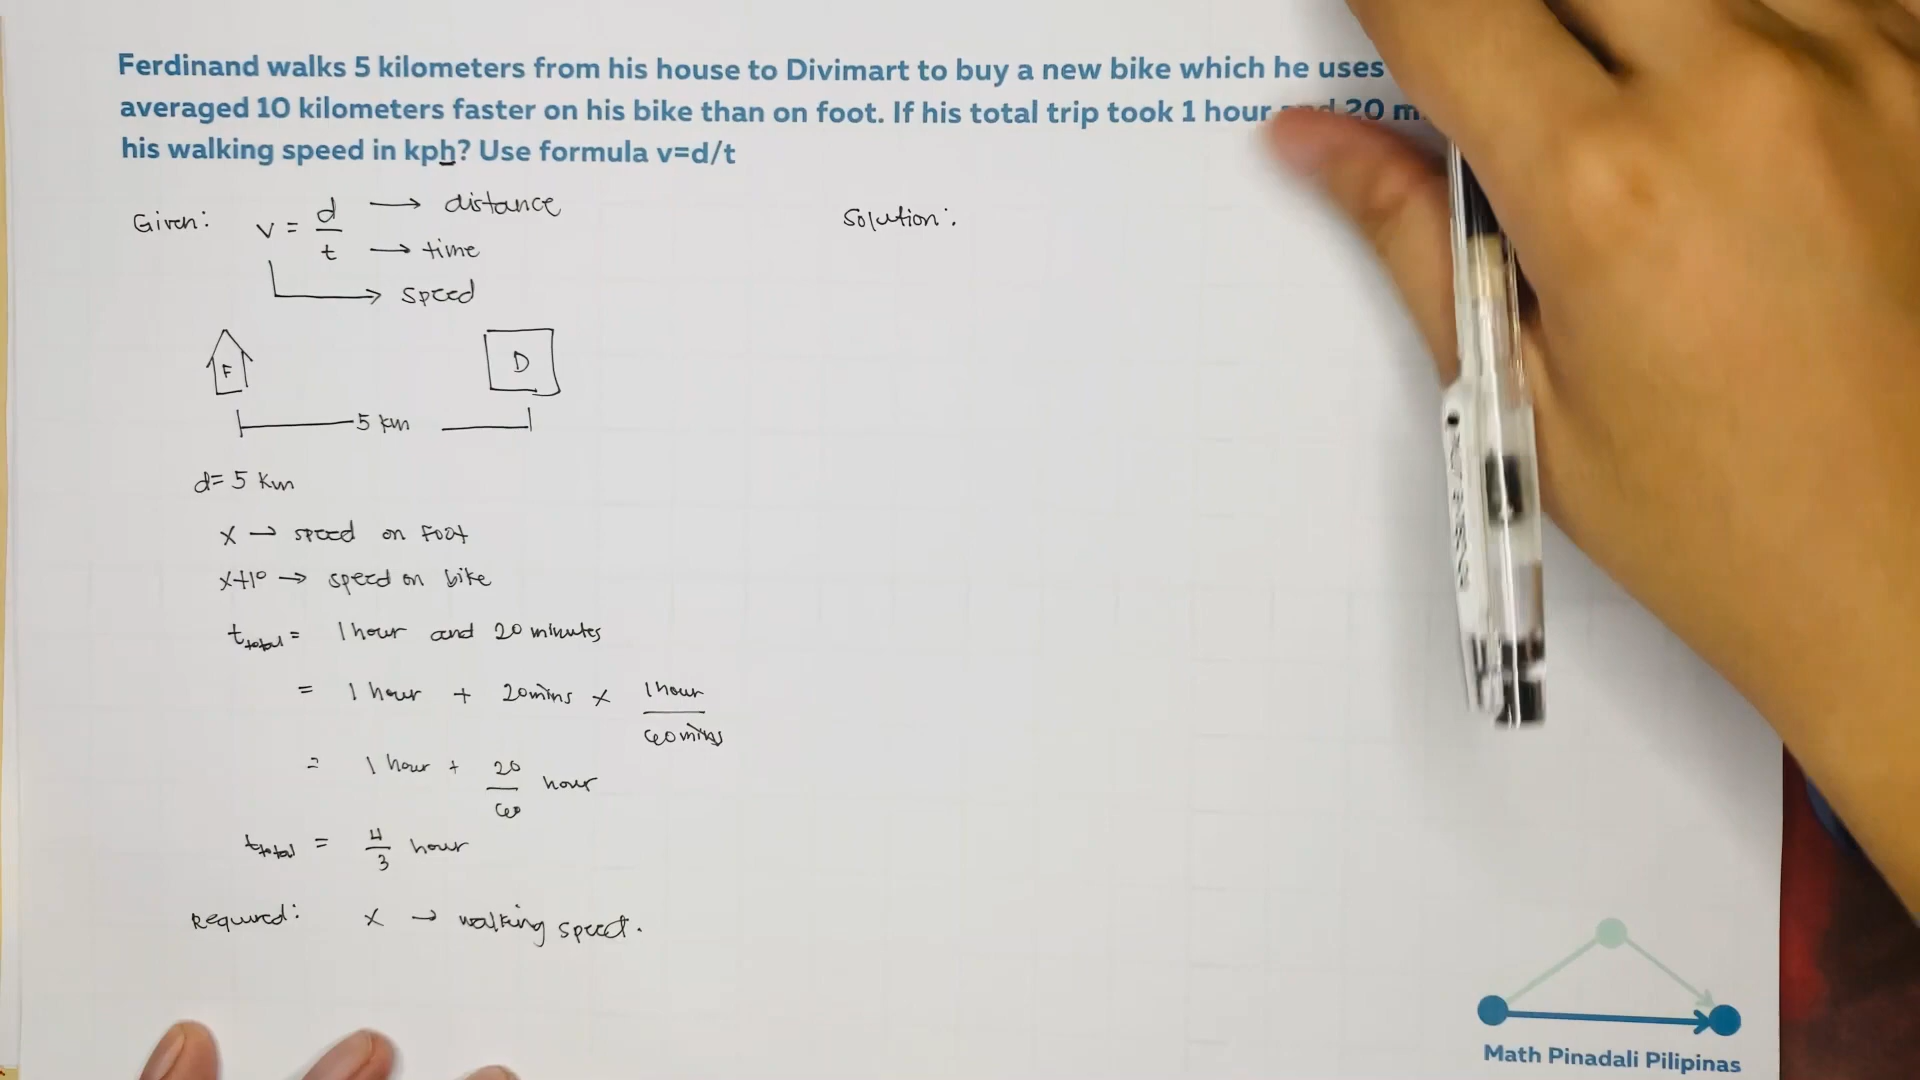 Ferdinand walks 5 kilometers from his house to Divimart to buy a new bike which he uses
averaged 10 kilometers faster on his bike than on foot. If his total trip took 1 hour and 20
his walking speed in kph? Use formula v=d/t
Given: v = d/t → distance
→ time
→ speed
Solution:
F
D
5 km
d= 5 km
x → speed on foot
x+10 → speed on bike
t total = 1 hour and 20 minutes
= 1 hour + 20mins x 1hour/60mins
= 1 hour + 20/60 hour
t total = 4/3 hour
Required: x → walking speed.
Math Pinadali Pilipinas